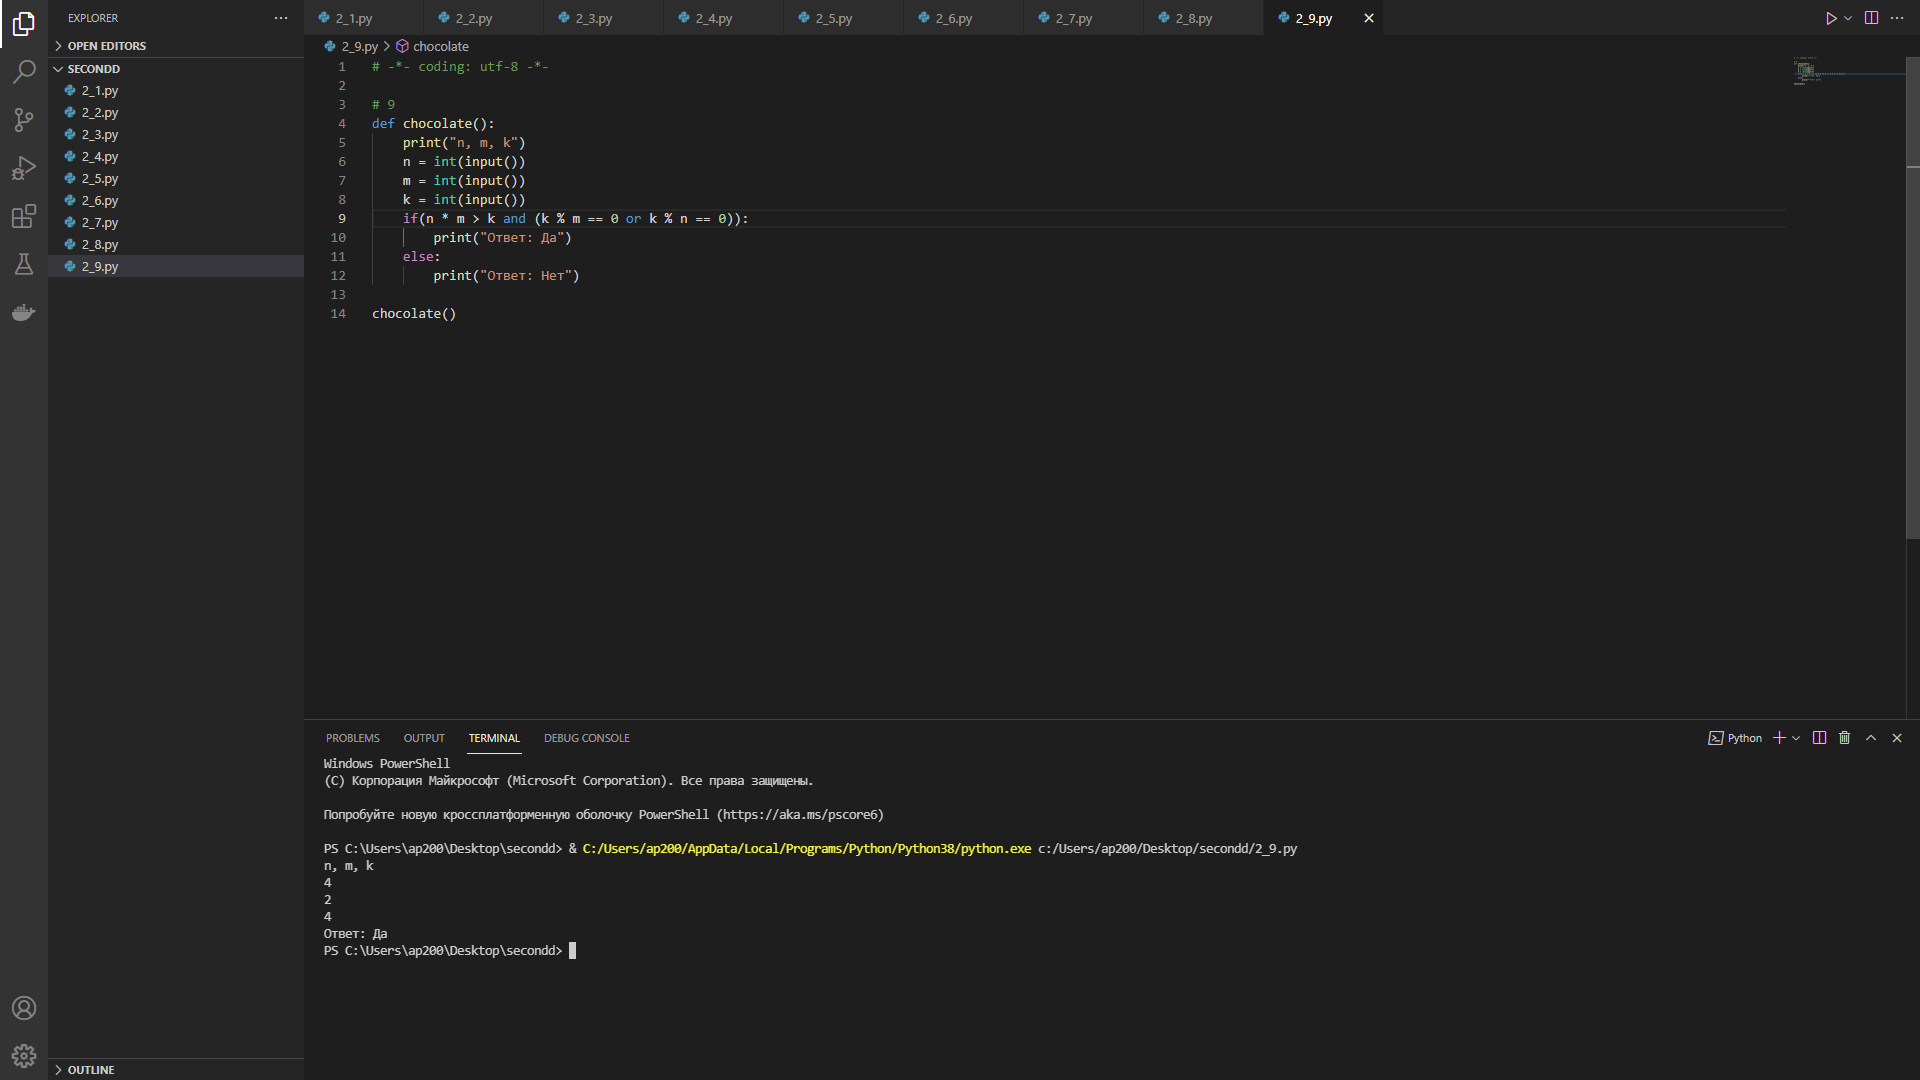 EXPLORER
OPEN EDITORS
SECONDD
2_1.py
2_2.py
2_3.py
2_4.py
2_5.py
2_6.py
2_7.py
2_8.py
2_9.py
OUTLINE
2_1.py 2_2.py 2_3.py 2_4.py 2_5.py 2_6.py 2_7.py 2_8.py 2_9.py
2_9.py > chocolate
1 # -*- coding: utf-8 -*-
2
3 # 9
4 def chocolate():
5 print("n, m, k")
6 n = int(input())
7 m = int(input())
8 k = int(input())
9 if(n * m > k and (k % m == 0 or k % n == 0)):
10 print("Ответ: Да")
11 else:
12 print("Ответ: Нет")
13
14 chocolate()
PROBLEMS OUTPUT TERMINAL DEBUG CONSOLE
Python
Windows PowerShell
(C) Корпорация Майкрософт (Microsoft Corporation). Все права защищены.
Попробуйте новую кроссплатформенную оболочку PowerShell (https://aka.ms/pscore6)
PS C:\Users\ap200\Desktop\secondd> & C:/Users/ap200/AppData/Local/Programs/Python/Python38/python.exe c:/Users/ap200/Desktop/secondd/2_9.py
n, m, k
4
2
4
Ответ: Да
PS C:\Users\ap200\Desktop\secondd>